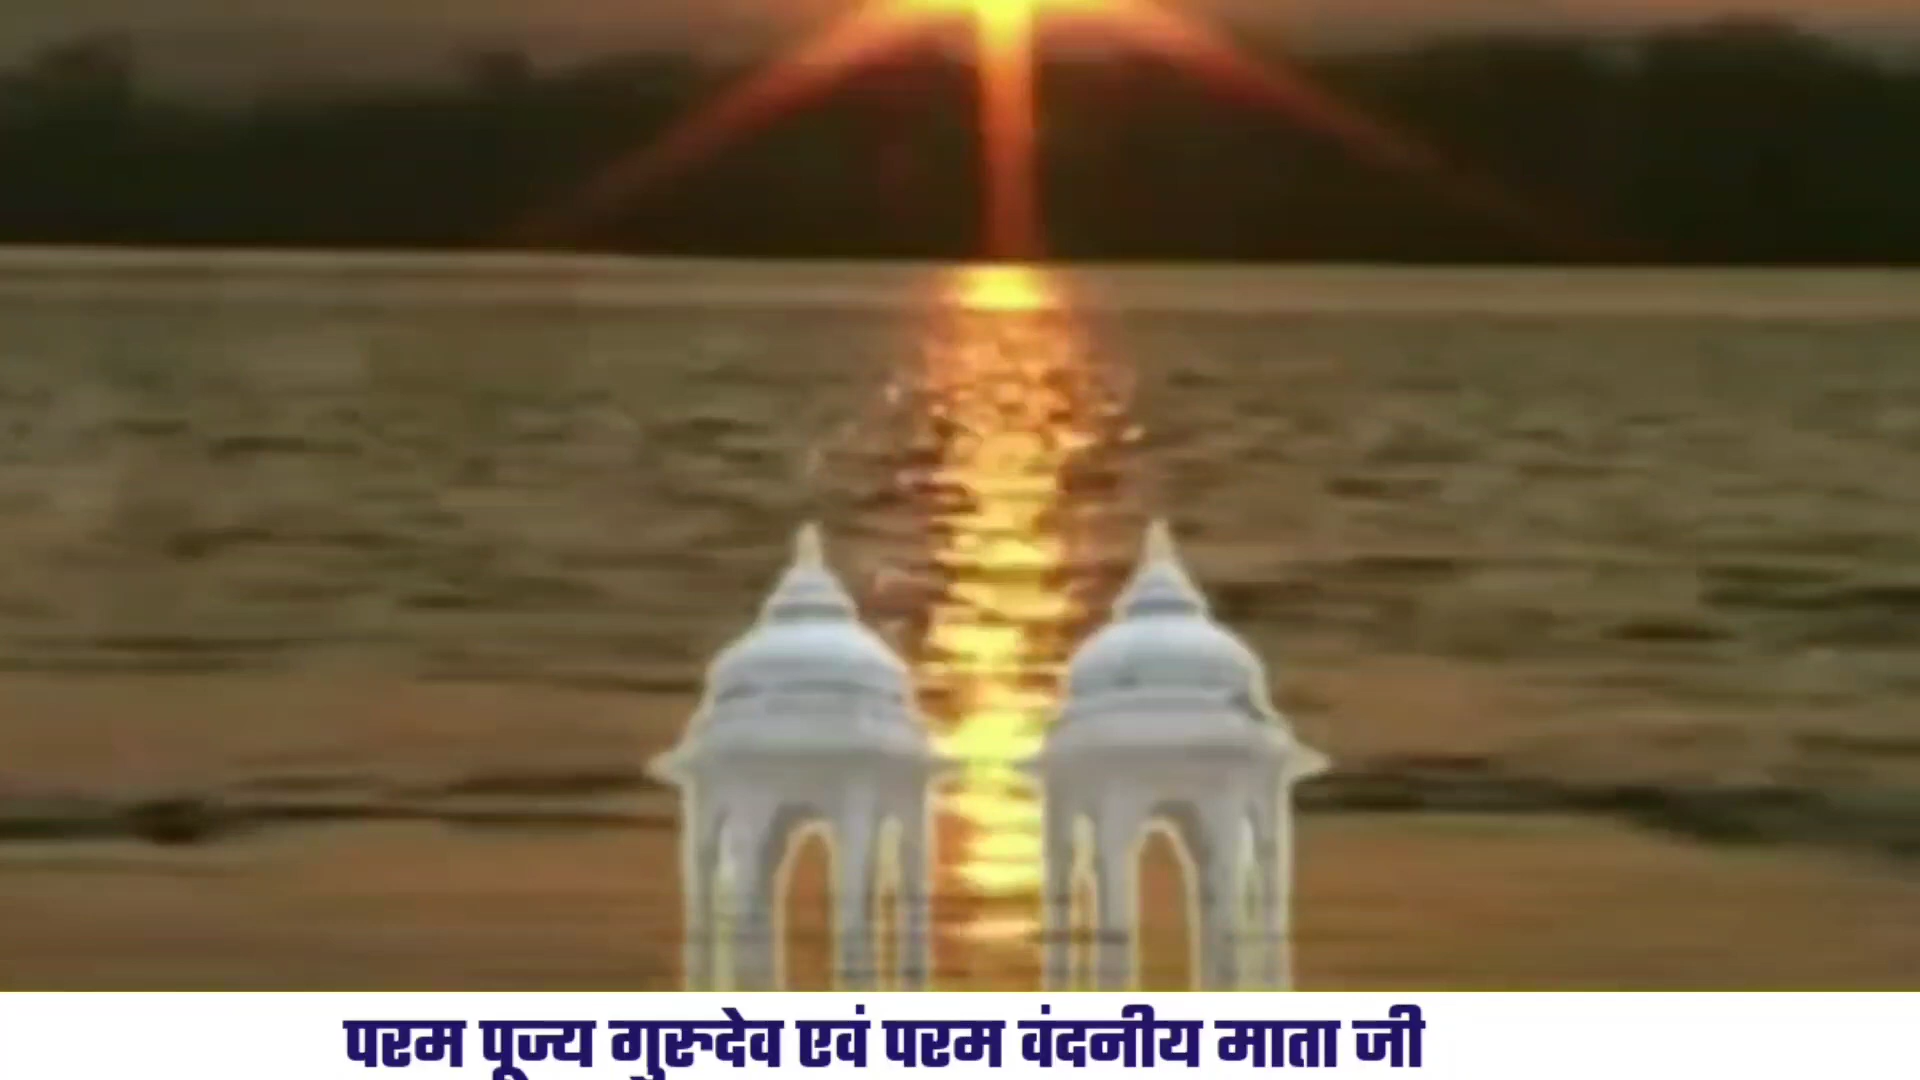 परम पूज्य गुरुदेव एवं परम वंदनीय माता जी